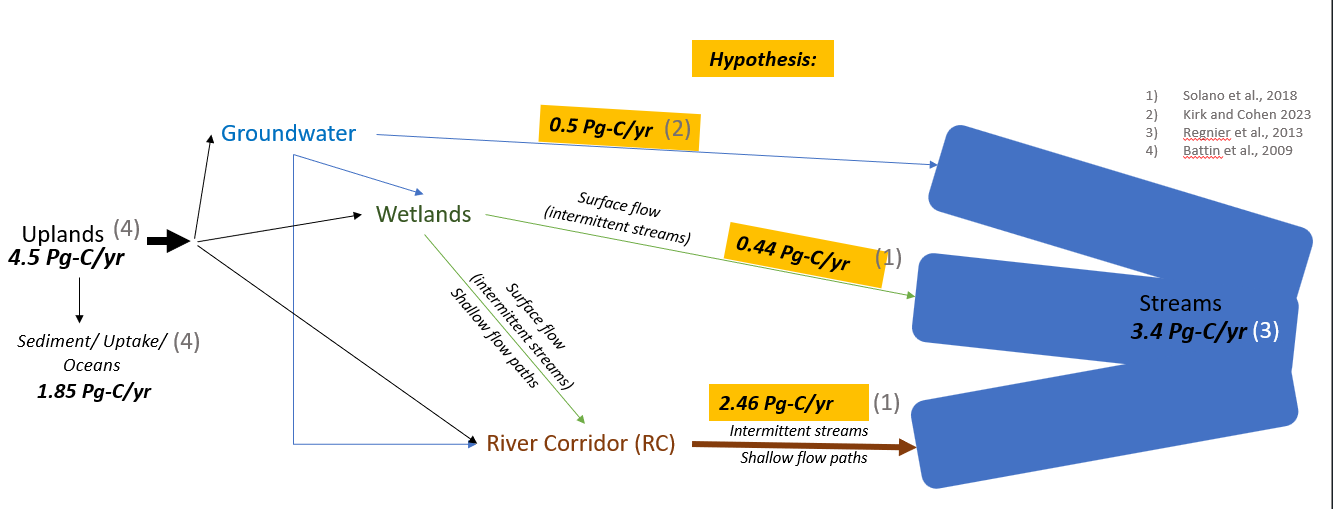 Hypothesis:
1) Solano et al., 2018
2) Kirk and Cohen 2023
3) Regnier et al., 2013
4) Battin et al., 2009
Groundwater
0.5 Pg-C/yr (2)
Wetlands
Surface flow
(intermittent streams)
0.44 Pg-C/yr (1)
Uplands (4)
4.5 Pg-C/yr
Sediment/ Uptake/ (4)
Oceans
1.85 Pg-C/yr
Surface flow
(intermittent streams)
Shallow flow paths
Streams
3.4 Pg-C/yr (3)
2.46 Pg-C/yr (1)
Intermittent streams
River Corridor (RC)
Shallow flow paths